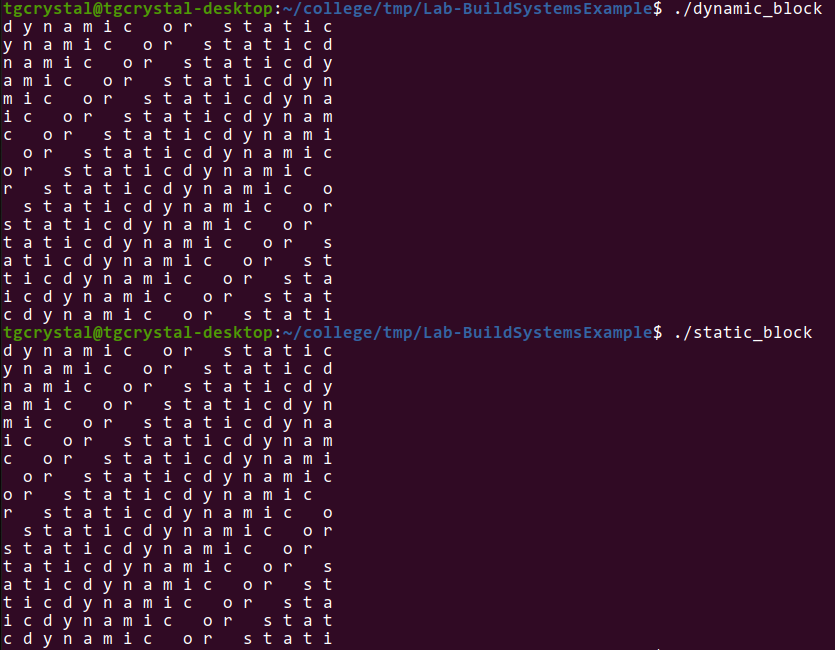 tgcrystal@tgcrystal-desktop:~/college/tmp/Lab-BuildSystemsExample$ ./dynamic_block
d y n a m i c   o r   s t a t i c
y n a m i c   o r   s t a t i c d
n a m i c   o r   s t a t i c d y
a m i c   o r   s t a t i c d y n
m i c   o r   s t a t i c d y n a
i c   o r   s t a t i c d y n a m
c   o r   s t a t i c d y n a m i
  o r   s t a t i c d y n a m i c
o r   s t a t i c d y n a m i c
r   s t a t i c d y n a m i c   o
  s t a t i c d y n a m i c   o r
s t a t i c d y n a m i c   o r
t a t i c d y n a m i c   o r   s
a t i c d y n a m i c   o r   s t
t i c d y n a m i c   o r   s t a
i c d y n a m i c   o r   s t a t
c d y n a m i c   o r   s t a t i
tgcrystal@tgcrystal-desktop:~/college/tmp/Lab-BuildSystemsExample$ ./static_block
d y n a m i c   o r   s t a t i c
y n a m i c   o r   s t a t i c d
n a m i c   o r   s t a t i c d y
a m i c   o r   s t a t i c d y n
m i c   o r   s t a t i c d y n a
i c   o r   s t a t i c d y n a m
c   o r   s t a t i c d y n a m i
  o r   s t a t i c d y n a m i c
o r   s t a t i c d y n a m i c
r   s t a t i c d y n a m i c   o
  s t a t i c d y n a m i c   o r
s t a t i c d y n a m i c   o r
t a t i c d y n a m i c   o r   s
a t i c d y n a m i c   o r   s t
t i c d y n a m i c   o r   s t a
i c d y n a m i c   o r   s t a t
c d y n a m i c   o r   s t a t i